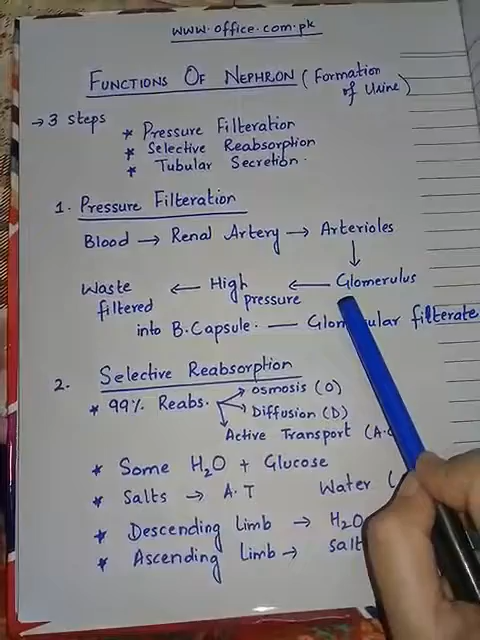 www.office.com.pk
FUNCTIONS OF NEPHRON (Formation of Urine)
→ 3 steps
* Pressure Filteration
* Selective Reabsorption
* Tubular Secretion.
1. Pressure Filteration
Blood → Renal Artery → Arterioles
↓
Waste filtered ← High pressure ← Glomerulus
into B.Capsule. — Glomerular filterate
2. Selective Reabsorption
* 99% Reabs. → Osmosis (O)
→ Diffusion (D)
→ Active Transport (A.
* Some H₂O + Glucose
* Salts → A.T Water (
* Descending Limb → H₂O
* Ascending Limb → salt